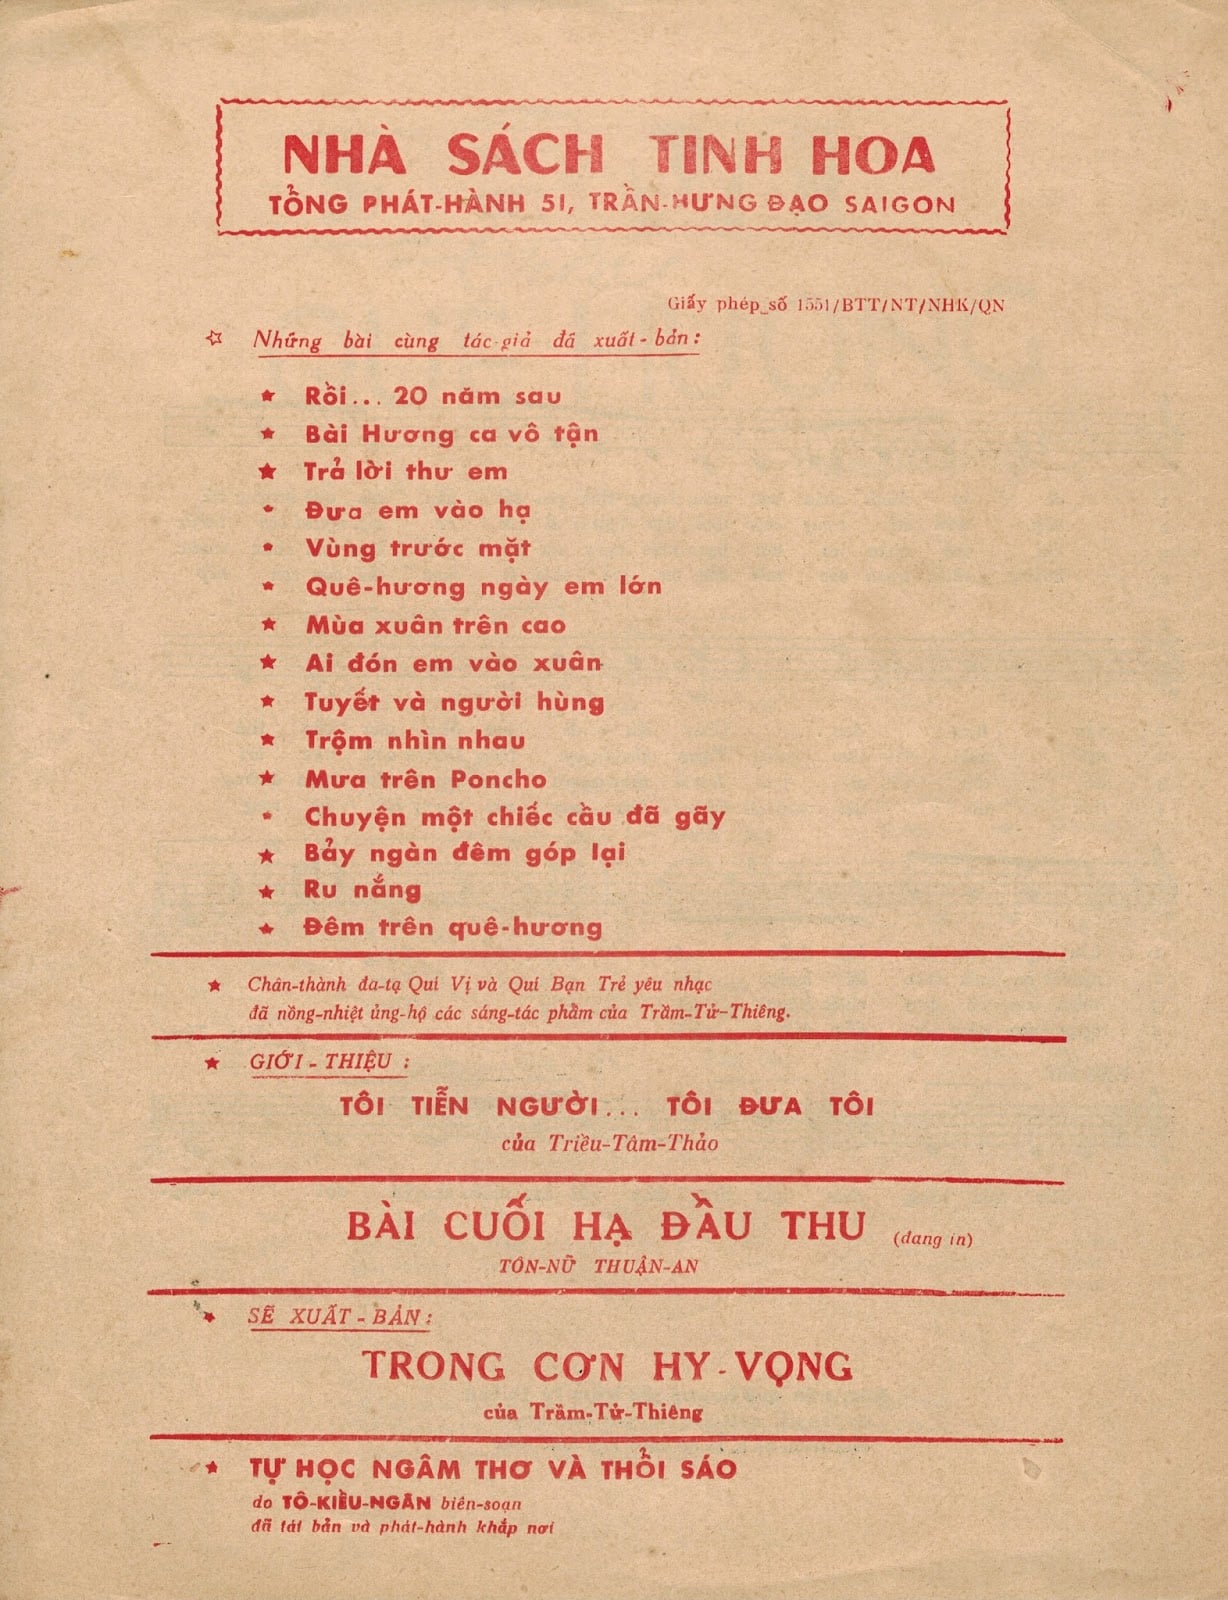 NHÀ SÁCH TINH HOA
TỔNG PHÁT-HÀNH 51, TRẦN-HƯNG ĐẠO SAIGON
Giấy phép số 1551/BTT/NT/NHK/QN
Những bài cùng tác-giả đã xuất-bản:
★ Rồi... 20 năm sau
★ Bài Hương ca vô tận
★ Trả lời thư em
★ Đưa em vào hạ
★ Vùng trước mặt
★ Quê-hương ngày em lớn
★ Mùa xuân trên cao
★ Ai đón em vào xuân
★ Tuyết và người hùng
★ Trộm nhìn nhau
★ Mưa trên Poncho
★ Chuyện một chiếc cầu đã gãy
★ Bảy ngàn đêm góp lại
★ Ru nắng
★ Đêm trên quê-hương
★ Chân-thành đa-tạ Quí Vị và Quí Bạn Trẻ yêu nhạc
đã nồng-nhiệt ủng-hộ các sáng-tác phẩm của Trầm-Tử-Thiêng.
★ GIỚI-THIỆU :
TÔI TIỄN NGƯỜI... TÔI ĐƯA TÔI
của Triều-Tâm-Thảo
BÀI CUỐI HẠ ĐẦU THU (đang in)
TÔN-NỮ THUẬN-AN
★ SẼ XUẤT-BẢN:
TRONG CƠN HY-VỌNG
của Trầm-Tử-Thiêng
★ TỰ HỌC NGÂM THƠ VÀ THỔI SÁO
do TÔ-KIỀU-NGÂN biên-soạn
đã tái bản và phát-hành khắp nơi